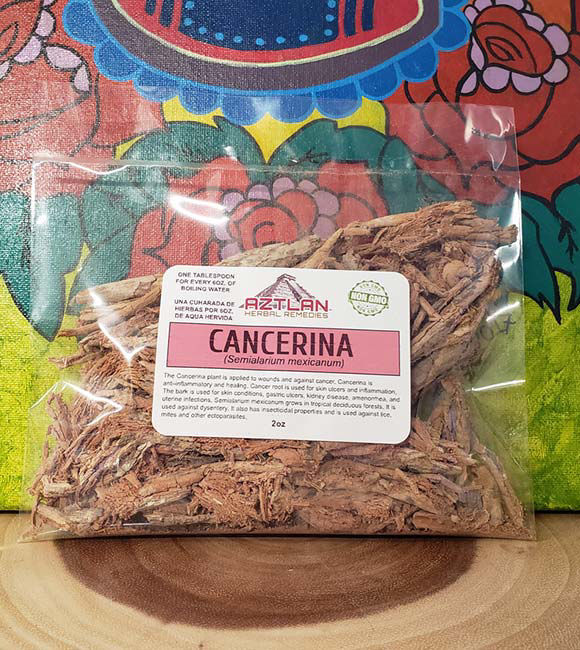 ONE TABLESPOON
FOR EVERY 6OZ. OF
BOILING WATER
UNA CUHARADA DE
HIERBAS POR 6OZ.
DE AQUA HERVIDA
AZTLAN
HERBAL REMEDIES
NON GMO
CANCERINA
(Semialarium mexicanum)
The Cancerina plant is applied to wounds and against cancer. Cancerina is
anti-inflammatory and healing. Cancer root is used for skin ulcers and inflammation.
The bark is used for skin conditions, gastric ulcers, kidney disease, amenorrhea, and
uterine infections. Semialarium mexicanum grows in tropical deciduous forests. It is
used against dysentery. It also has insecticidal properties and is used against lice,
mites and other ectoparasites.
2oz